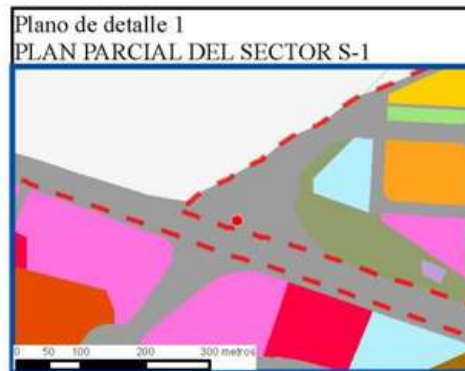 Plano de detalle 1
PLAN PARCIAL DEL SECTOR S-1
0 50 100 200 300 metros